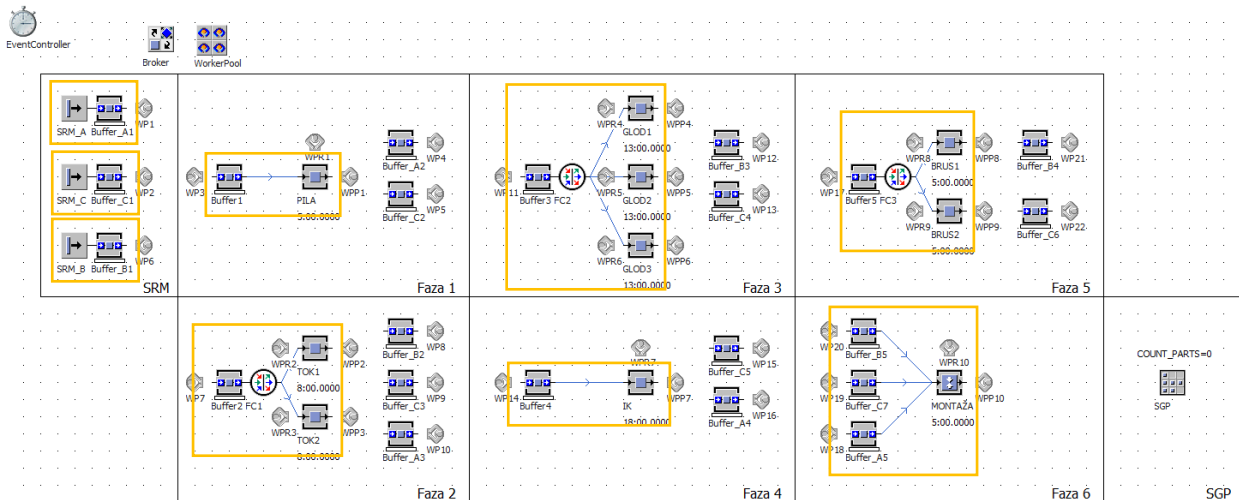 EventController
Broker
WorkerPool
SRM_A
Buffer_A1
WP1
SRM_C
Buffer_C1
WP2
SRM_B
Buffer_B1
WP6
SRM
WP3
Buffer1
WPR1
PILA
5:00.0000
WPP1
Buffer_A2
WP4
Buffer_C2
WP5
Faza 1
WP11
Buffer3
FC2
WPR4
GLOD1
13:00.0000
WPP4
WPR5
GLOD2
13:00.0000
WPP5
WPR6
GLOD3
13:00.0000
WPP6
Buffer_B3
WP12
Buffer_C4
WP13
Faza 3
WP17
Buffer5
FC3
WPR8
BRUS1
5:00.0000
WPP8
WPR9
BRUS2
5:00.0000
WPP9
Buffer_B4
WP21
Buffer_C6
WP22
Faza 5
WP7
Buffer2
FC1
WPR2
TOK1
8:00.0000
WPP2
WPR3
TOK2
8:00.0000
WPP3
Buffer_B2
WP8
Buffer_C3
WP9
Buffer_A3
WP10
Faza 2
WP14
Buffer4
WPR7
IK
18:00.0000
WPP7
Buffer_C5
WP15
Buffer_A4
WP16
Faza 4
WP20
Buffer_B5
WP19
Buffer_C7
WP18
Buffer_A5
WPR10
MONTAZA
5:00.0000
WPP10
Faza 6
COUNT_PARTS=0
SGP
SGP